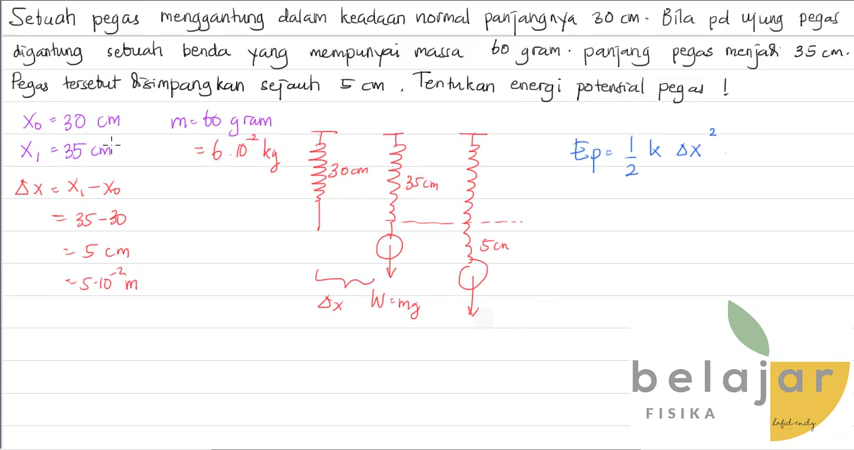 Sebuah pegas menggantung dalam keadaan normal panjangnya 30 cm. Bila pd ujung pegas
digantung sebuah benda yang mempunyai massa 60 gram. panjang pegas menjadi 35 cm.
Pegas tersebut disimpangkan sejauh 5 cm. Tentukan energi potensial pegas !
x₀ = 30 cm
x₁ = 35 cm
m = 60 gram
= 6.10⁻² kg
Δx = x₁ - x₀
= 35-30
= 5 cm
= 5.10⁻² m
30 cm
35 cm
5 cm
Δx
W = mg
Ep = 1/2 k Δx²
belajar
FISIKA